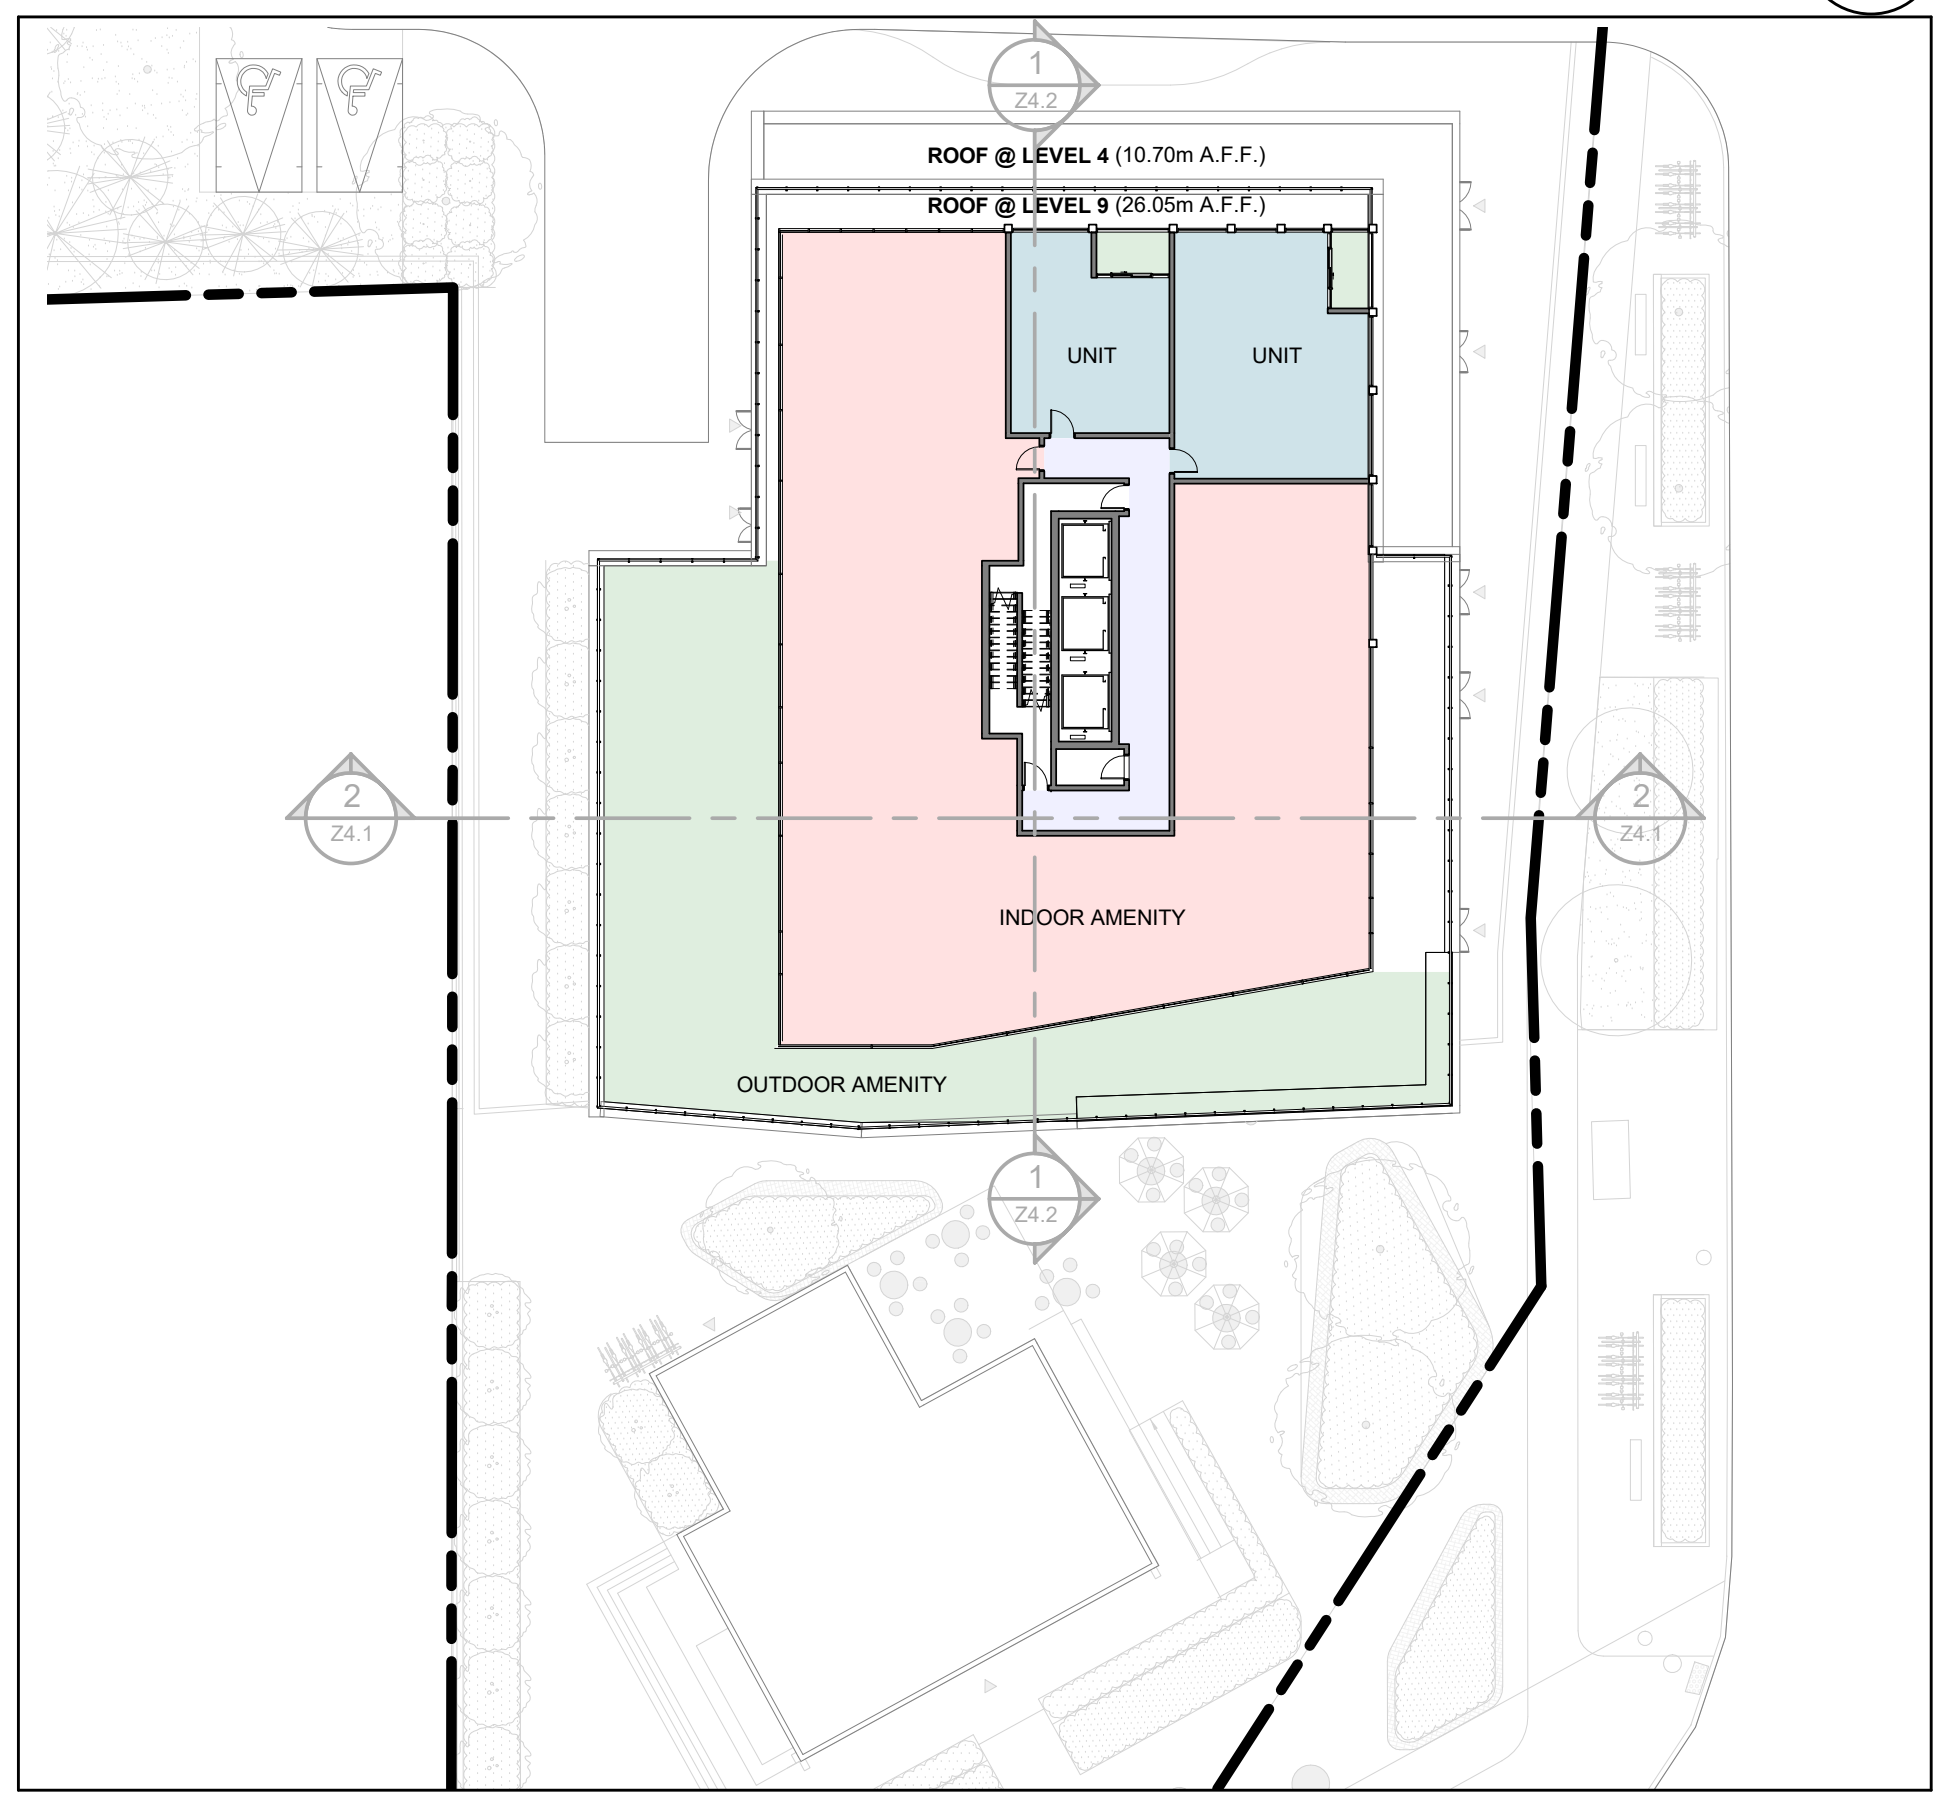 1
Z4.2
ROOF @ LEVEL 4 (10.70m A.F.F.)
ROOF @ LEVEL 9 (26.05m A.F.F.)
UNIT
UNIT
2
Z4.1
2
Z4.1
INDOOR AMENITY
OUTDOOR AMENITY
1
Z4.2